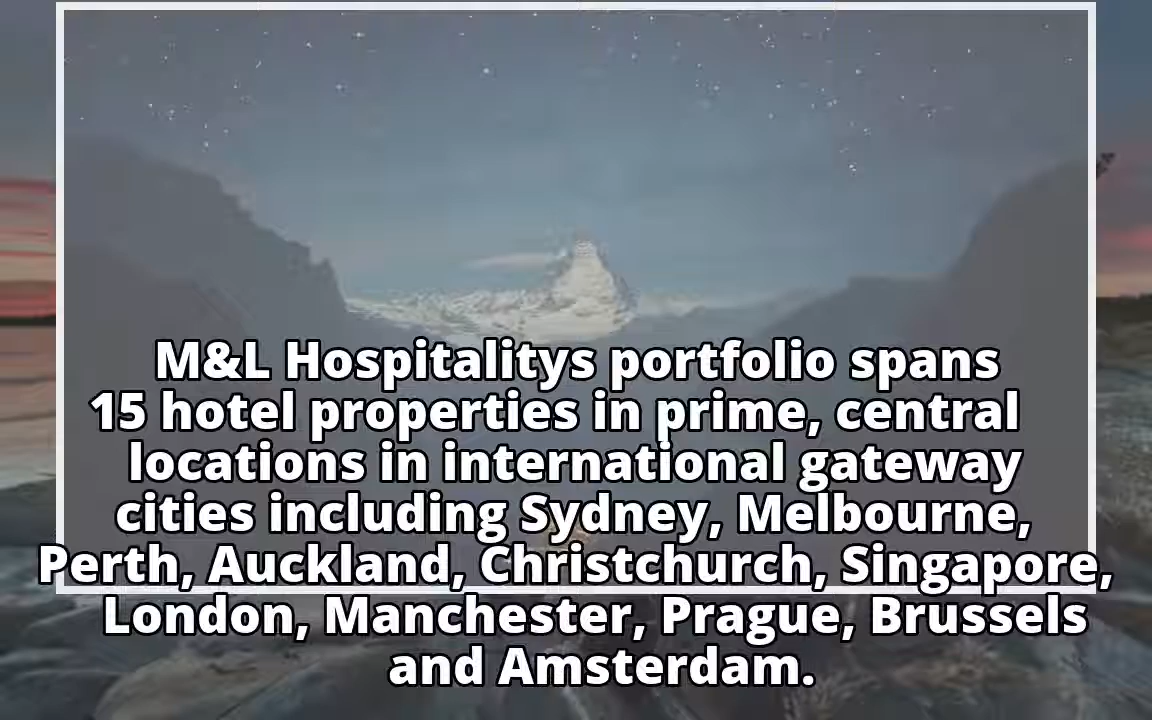 M&L Hospitalitys portfolio spans
15 hotel properties in prime, central
locations in international gateway
cities including Sydney, Melbourne,
Perth, Auckland, Christchurch, Singapore,
London, Manchester, Prague, Brussels
and Amsterdam.